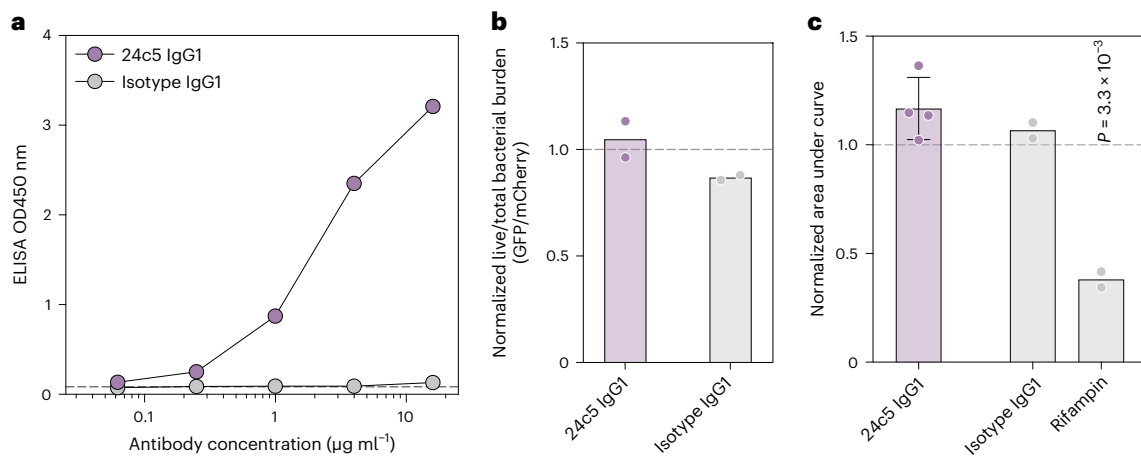 a
4
3
2
1
0
ELISA OD450 nm
24c5 IgG1
Isotype IgG1
0.1
1
10
Antibody concentration (µg ml⁻¹)
b
1.5
1.0
0.5
0
Normalized live/total bacterial burden
(GFP/mCherry)
24c5 IgG1
Isotype IgG1
c
1.5
1.0
0.5
0
Normalized area under curve
P = 3.3 × 10⁻³
24c5 IgG1
Isotype IgG1
Rifampin